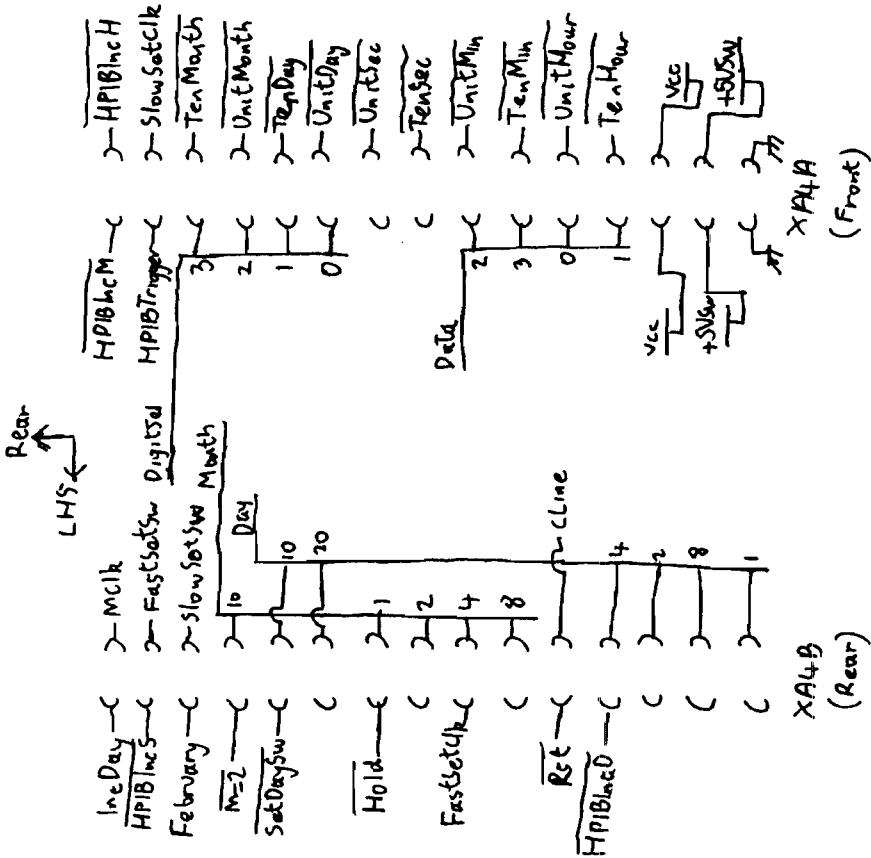 Rear
LHS
IncDay
HPIBIncS
February
m=2
SetDaySw
Hold
FastSetClk
Rst
HPIBIncD
MClk
FastSetSw
SlowSetSw
Month
10
1
2
4
8
Day
10
20
CLine
4
2
8
1
XA4B
(Rear)
HPIBIncM
HPIBTrigger
DigitSel
3
2
1
0
Data
2
3
0
1
Vcc
+5VSw
HPIBIncH
SlowSetClk
TenMonth
UnitMonth
TenDay
UnitDay
UnitSec
TenSec
UnitMin
TenMin
UnitHour
TenHour
Vcc
+5VSw
XA4A
(Front)